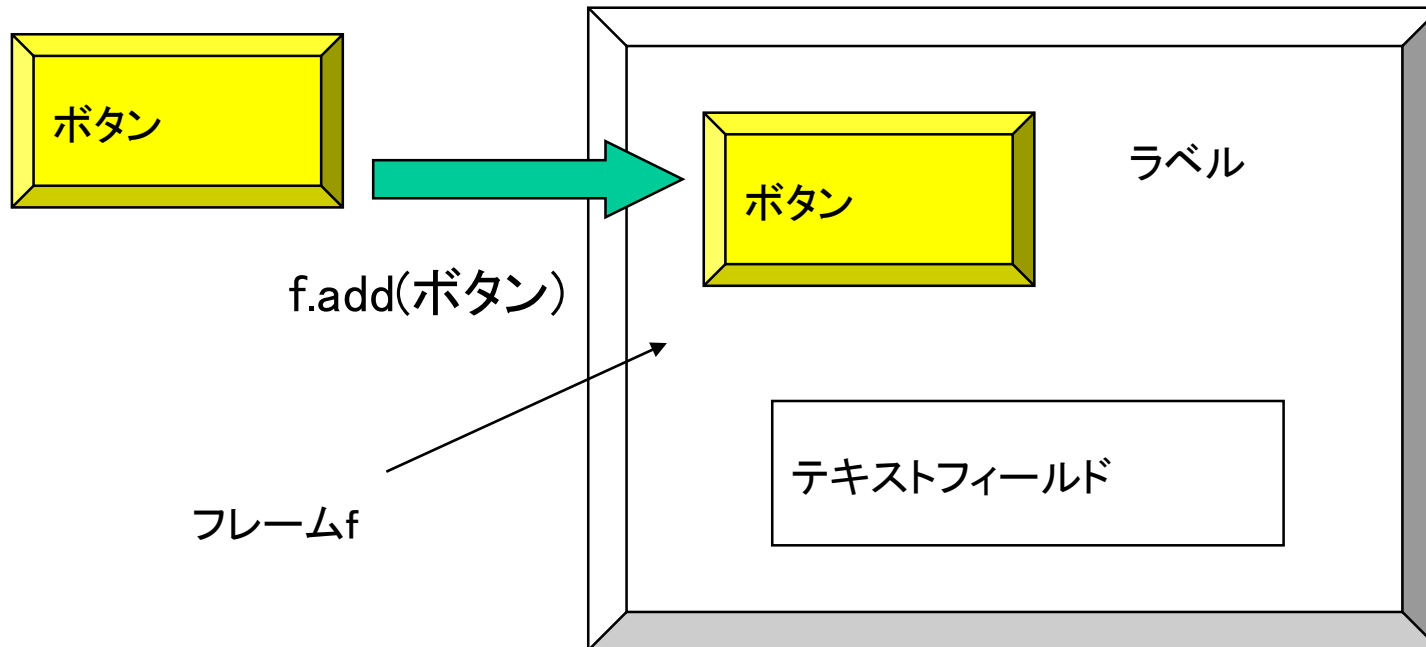 ボタン
ボタン
ラベル
f.add(ボタン)
テキストフィールド
フレームf